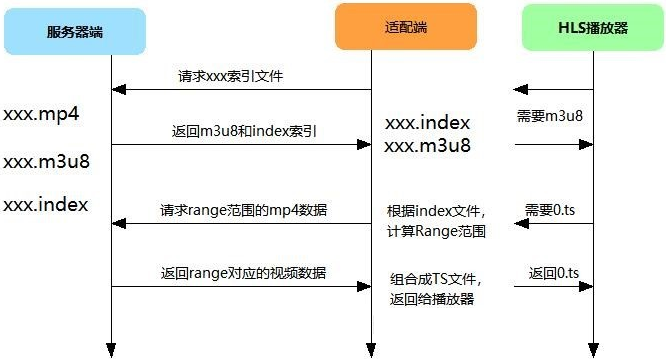 服务器端
适配端
HLS播放器
请求xxx索引文件
xxx.mp4
需要m3u8
返回m3u8和index索引
xxx.index
xxx.m3u8
xxx.m3u8
xxx.index
请求range范围的mp4数据
根据index文件，
计算Range范围
需要0.ts
返回range对应的视频数据
组合成TS文件，
返回给播放器
返回0.ts